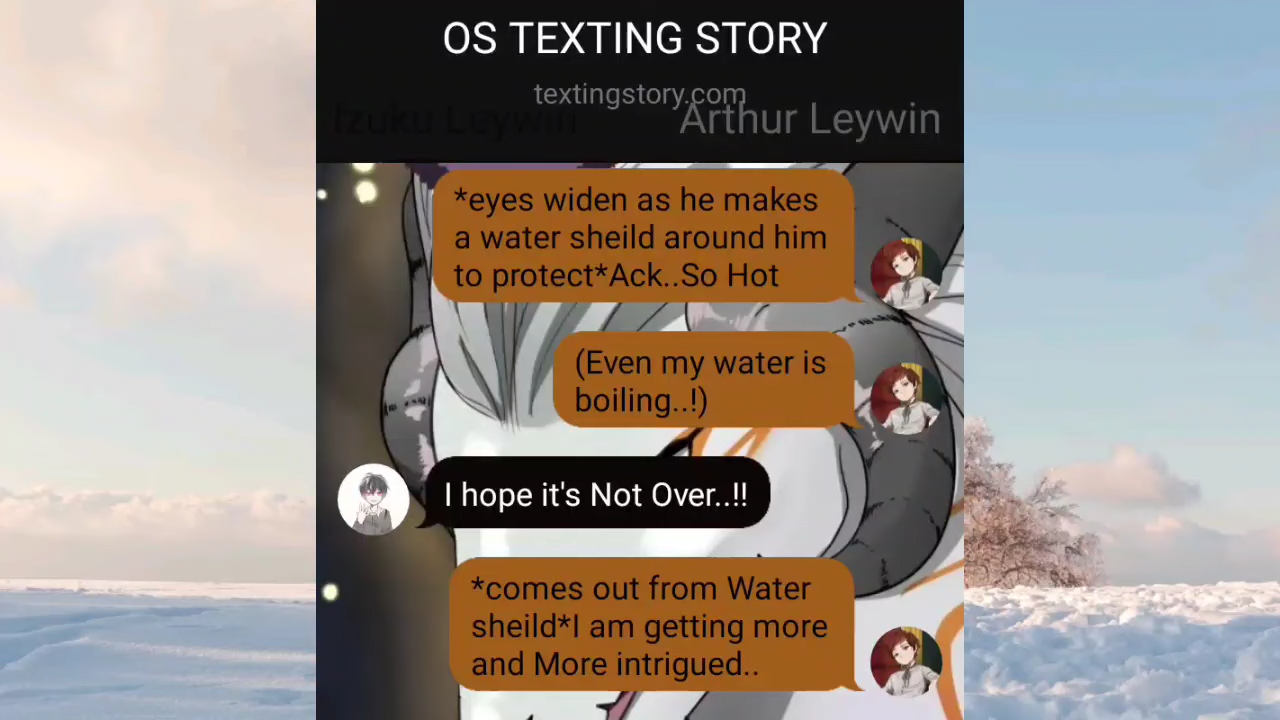 OS TEXTING STORY
textingstory.com
Izuku Leywin Arthur Leywin
*eyes widen as he makes
a water sheild around him
to protect*Ack..So Hot
(Even my water is
boiling..!)
I hope it's Not Over..!!
*comes out from Water
sheild*I am getting more
and More intrigued..